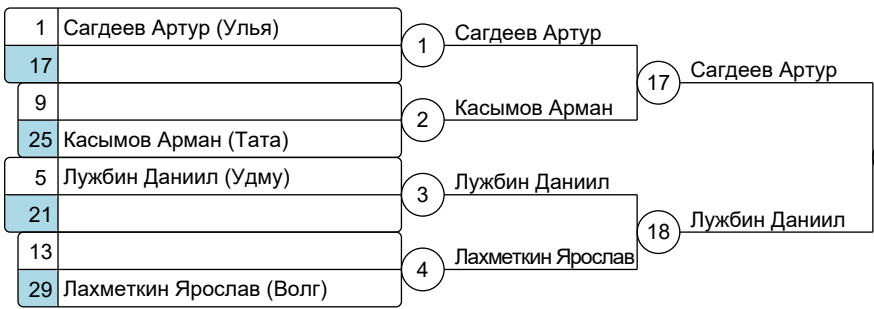 1 Сагдеев Артур (Улья)
17
9
25 Касымов Арман (Тата)
5 Лужбин Даниил (Удму)
21
13
29 Лахметкин Ярослав (Волг)
1 Сагдеев Артур
2 Касымов Арман
3 Лужбин Даниил
4 Лахметкин Ярослав
17 Сагдеев Артур
18 Лужбин Даниил